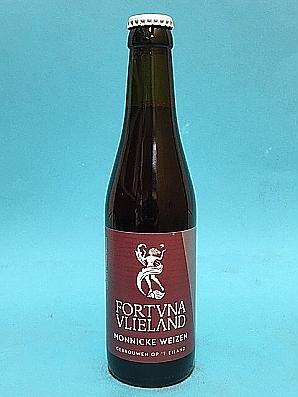 FORTVNA
VLIELAND
MONNICKE WEIZEN
GEBROUWEN OP 'T EILAND